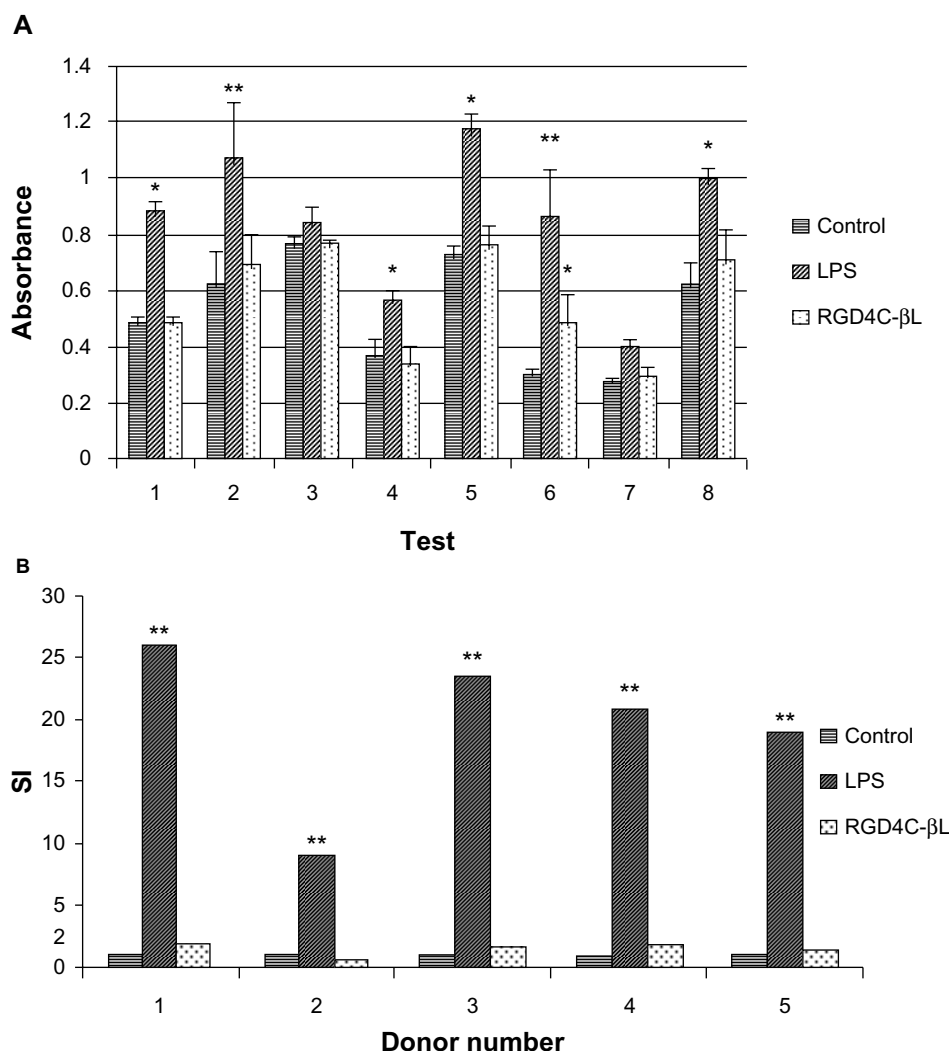 A
1.4
1.2
1
0.8
0.6
0.4
0.2
0
Absorbance
*
**
*
*
**
*
*
1 2 3 4 5 6 7 8
Test
Control
LPS
RGD4C-βL
B
30
25
20
15
10
5
2
0
SI
**
**
**
**
**
1 2 3 4 5
Donor number
Control
LPS
RGD4C-βL